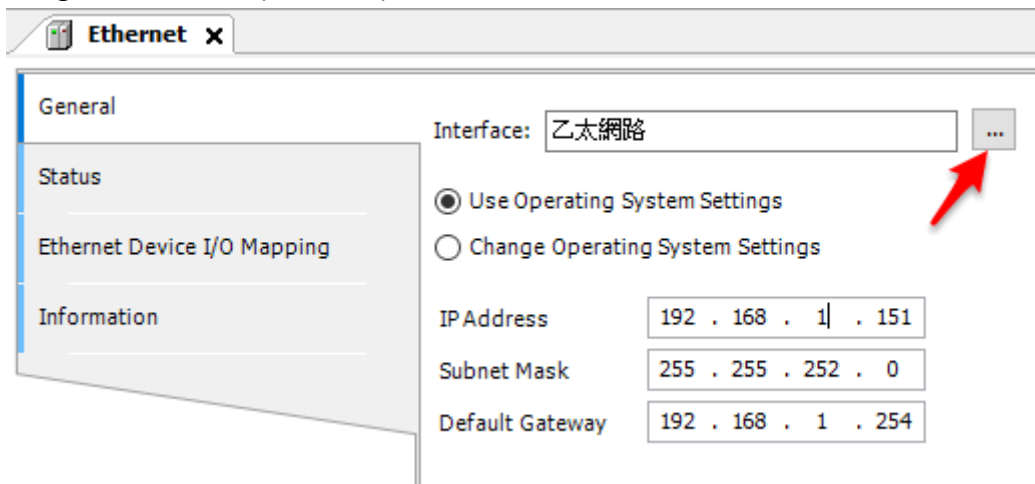 Ethernet x
General
Interface: 乙太網路 ...
Status
Use Operating System Settings
Ethernet Device I/O Mapping
Change Operating System Settings
Information
IP Address 192 . 168 . 1 . 151
Subnet Mask 255 . 255 . 252 . 0
Default Gateway 192 . 168 . 1 . 254